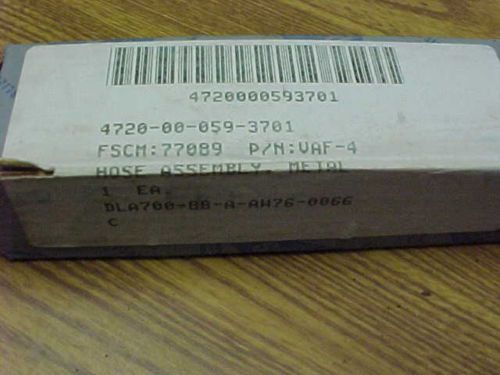 4720000593701
4720-00-059-3701
FSCM:77089 P/N:VAF-4
HOSE ASSEMBLY, METAL
1 EA.
DLA700-88-A-AW76-0066
C